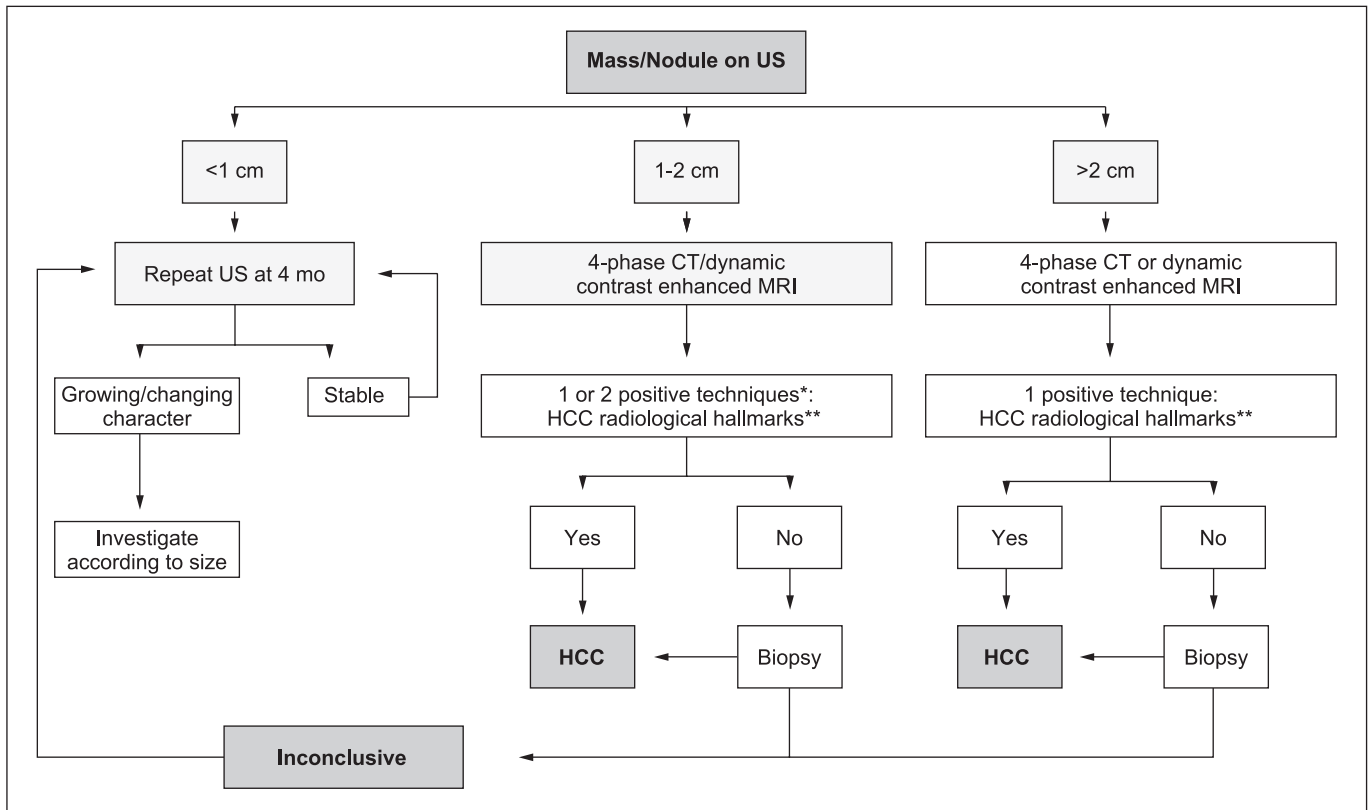 Mass/Nodule on US
<1 cm
1-2 cm
>2 cm
Repeat US at 4 mo
4-phase CT/dynamic
contrast enhanced MRI
4-phase CT or dynamic
contrast enhanced MRI
Growing/changing
character
Stable
1 or 2 positive techniques*:
HCC radiological hallmarks**
1 positive technique:
HCC radiological hallmarks**
Investigate
according to size
Yes
No
Yes
No
HCC
Biopsy
HCC
Biopsy
Inconclusive